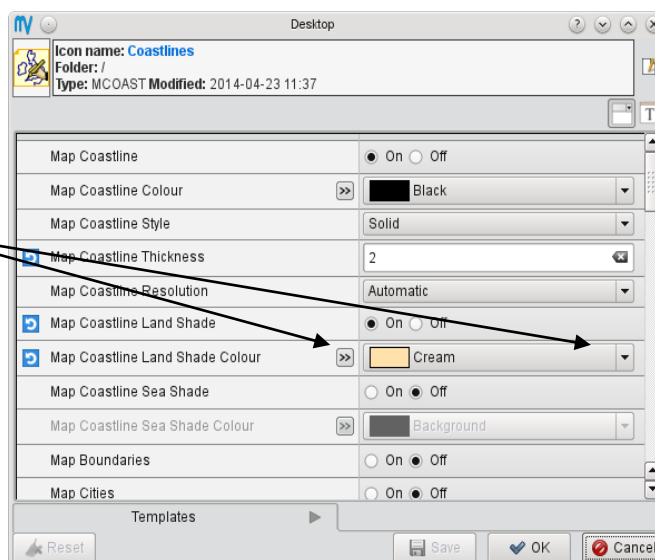 Desktop
Icon name: Coastlines
Folder: /
Type: MCOAST Modified: 2014-04-23 11:37
Map Coastline On Off
Map Coastline Colour Black
Map Coastline Style Solid
Map Coastline Thickness 2
Map Coastline Resolution Automatic
Map Coastline Land Shade On Off
Map Coastline Land Shade Colour Cream
Map Coastline Sea Shade On Off
Map Coastline Sea Shade Colour Background
Map Boundaries On Off
Map Cities On Off
Templates
Reset Save OK Cancel